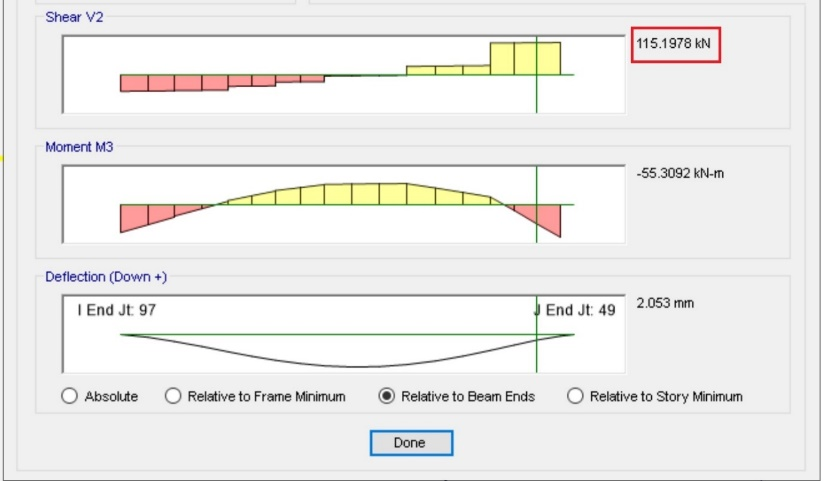 Shear V2
115.1978 kN
Moment M3
-55.3092 kN-m
Deflection (Down +)
I End Jt: 97
J End Jt: 49
2.053 mm
Absolute
Relative to Frame Minimum
Relative to Beam Ends
Relative to Story Minimum
Done